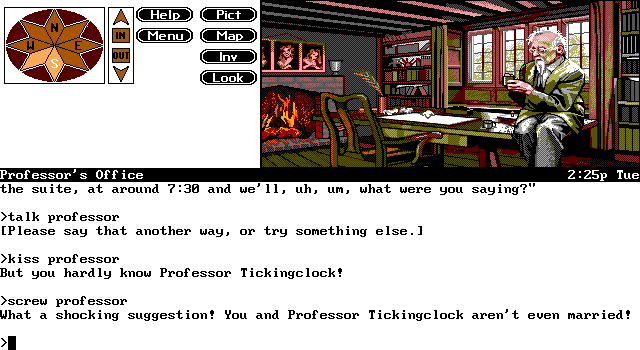 N
W E
S
IN
OUT
Help
Menu
Pict
Map
Inv
Look
Professor's Office 2:25p Tue
the suite, at around 7:30 and we'll, uh, um, what were you saying?"
>talk professor
[Please say that another way, or try something else.]
>kiss professor
But you hardly know Professor Tickingclock!
>screw professor
What a shocking suggestion! You and Professor Tickingclock aren't even married!
>